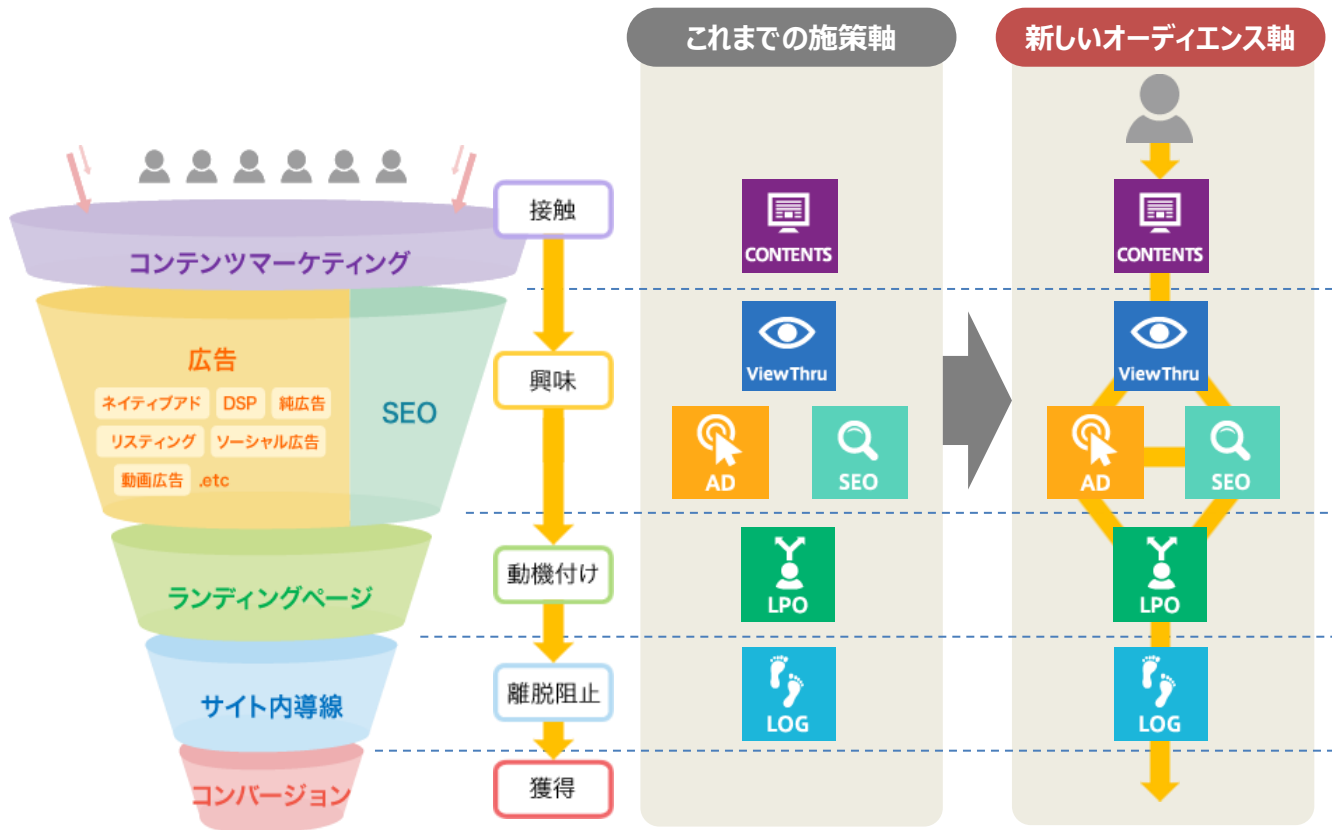 これまでの施策軸
新しいオーディエンス軸
コンテンツマーケティング
広告
ネイティブアド
DSP
純広告
リスティング
ソーシャル広告
動画広告
.etc
SEO
ランディングページ
サイト内導線
コンバージョン
接触
興味
動機付け
離脱阻止
獲得
CONTENTS
ViewThru
AD
SEO
LPO
LOG
CONTENTS
ViewThru
AD
SEO
LPO
LOG